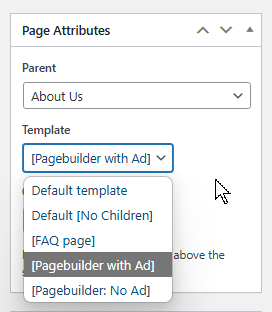 Page Attributes
Parent
About Us
Template
[Pagebuilder with Ad]
Default template
Default [No Children]
[FAQ page]
[Pagebuilder with Ad]
above the
[Pagebuilder: No Ad]